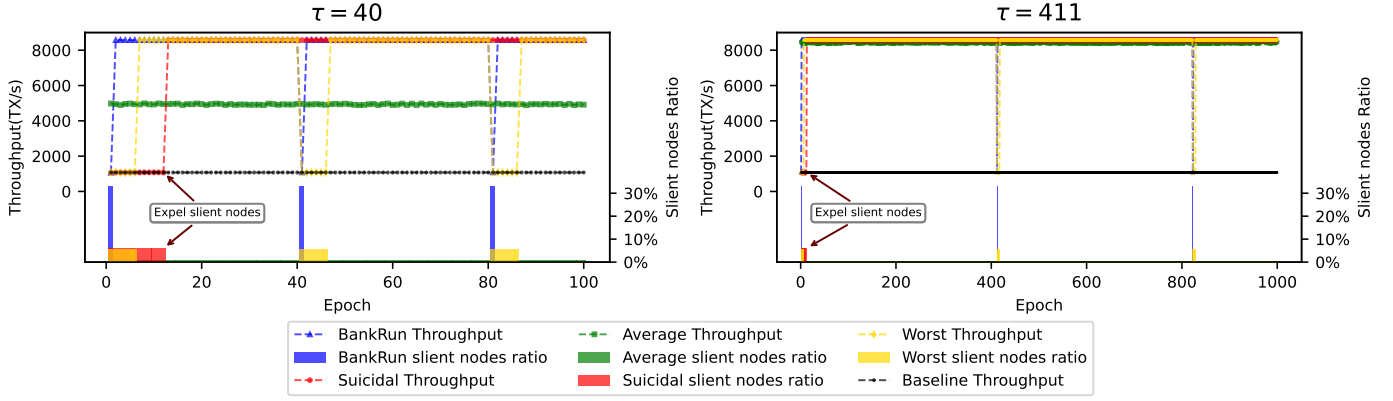 τ = 40
τ = 411
Throughput(TX/s)
8000
6000
4000
2000
0
Slient nodes Ratio
30%
20%
10%
0%
Expel slient nodes
0
20
40
60
80
100
Epoch
Throughput(TX/s)
8000
6000
4000
2000
0
Slient nodes Ratio
30%
20%
10%
0%
Expel slient nodes
0
200
400
600
800
1000
Epoch
BankRun Throughput
BankRun slient nodes ratio
Suicidal Throughput
Average Throughput
Average slient nodes ratio
Suicidal slient nodes ratio
Worst Throughput
Worst slient nodes ratio
Baseline Throughput